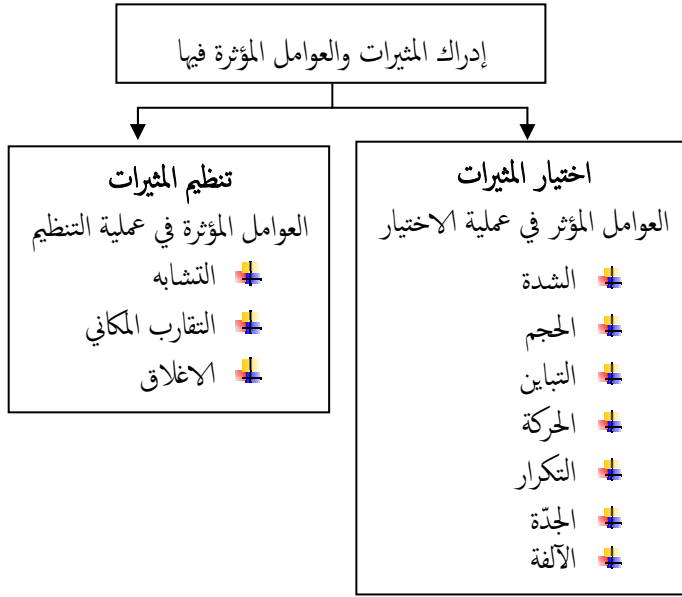 إدراك المثيرات والعوامل المؤثرة فيها
اختيار المثيرات
العوامل المؤثر في عملية الاختيار
الشدة
الحجم
التباين
الحركة
التكرار
الجدّة
الآلفة
تنظيم المثيرات
العوامل المؤثرة في عملية التنظيم
التشابه
التقارب المكاني
الاغلاق